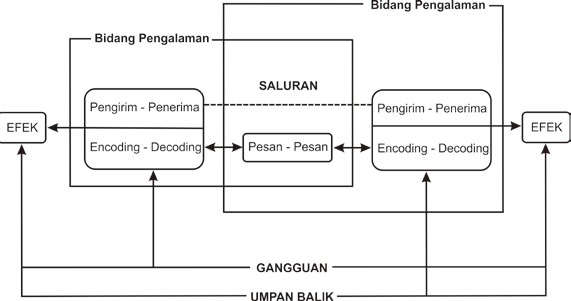 Bidang Pengalaman
Bidang Pengalaman
SALURAN
Pengirim - Penerima
Pengirim - Penerima
EFEK
EFEK
Encoding - Decoding
Pesan - Pesan
Encoding - Decoding
GANGGUAN
UMPAN BALIK